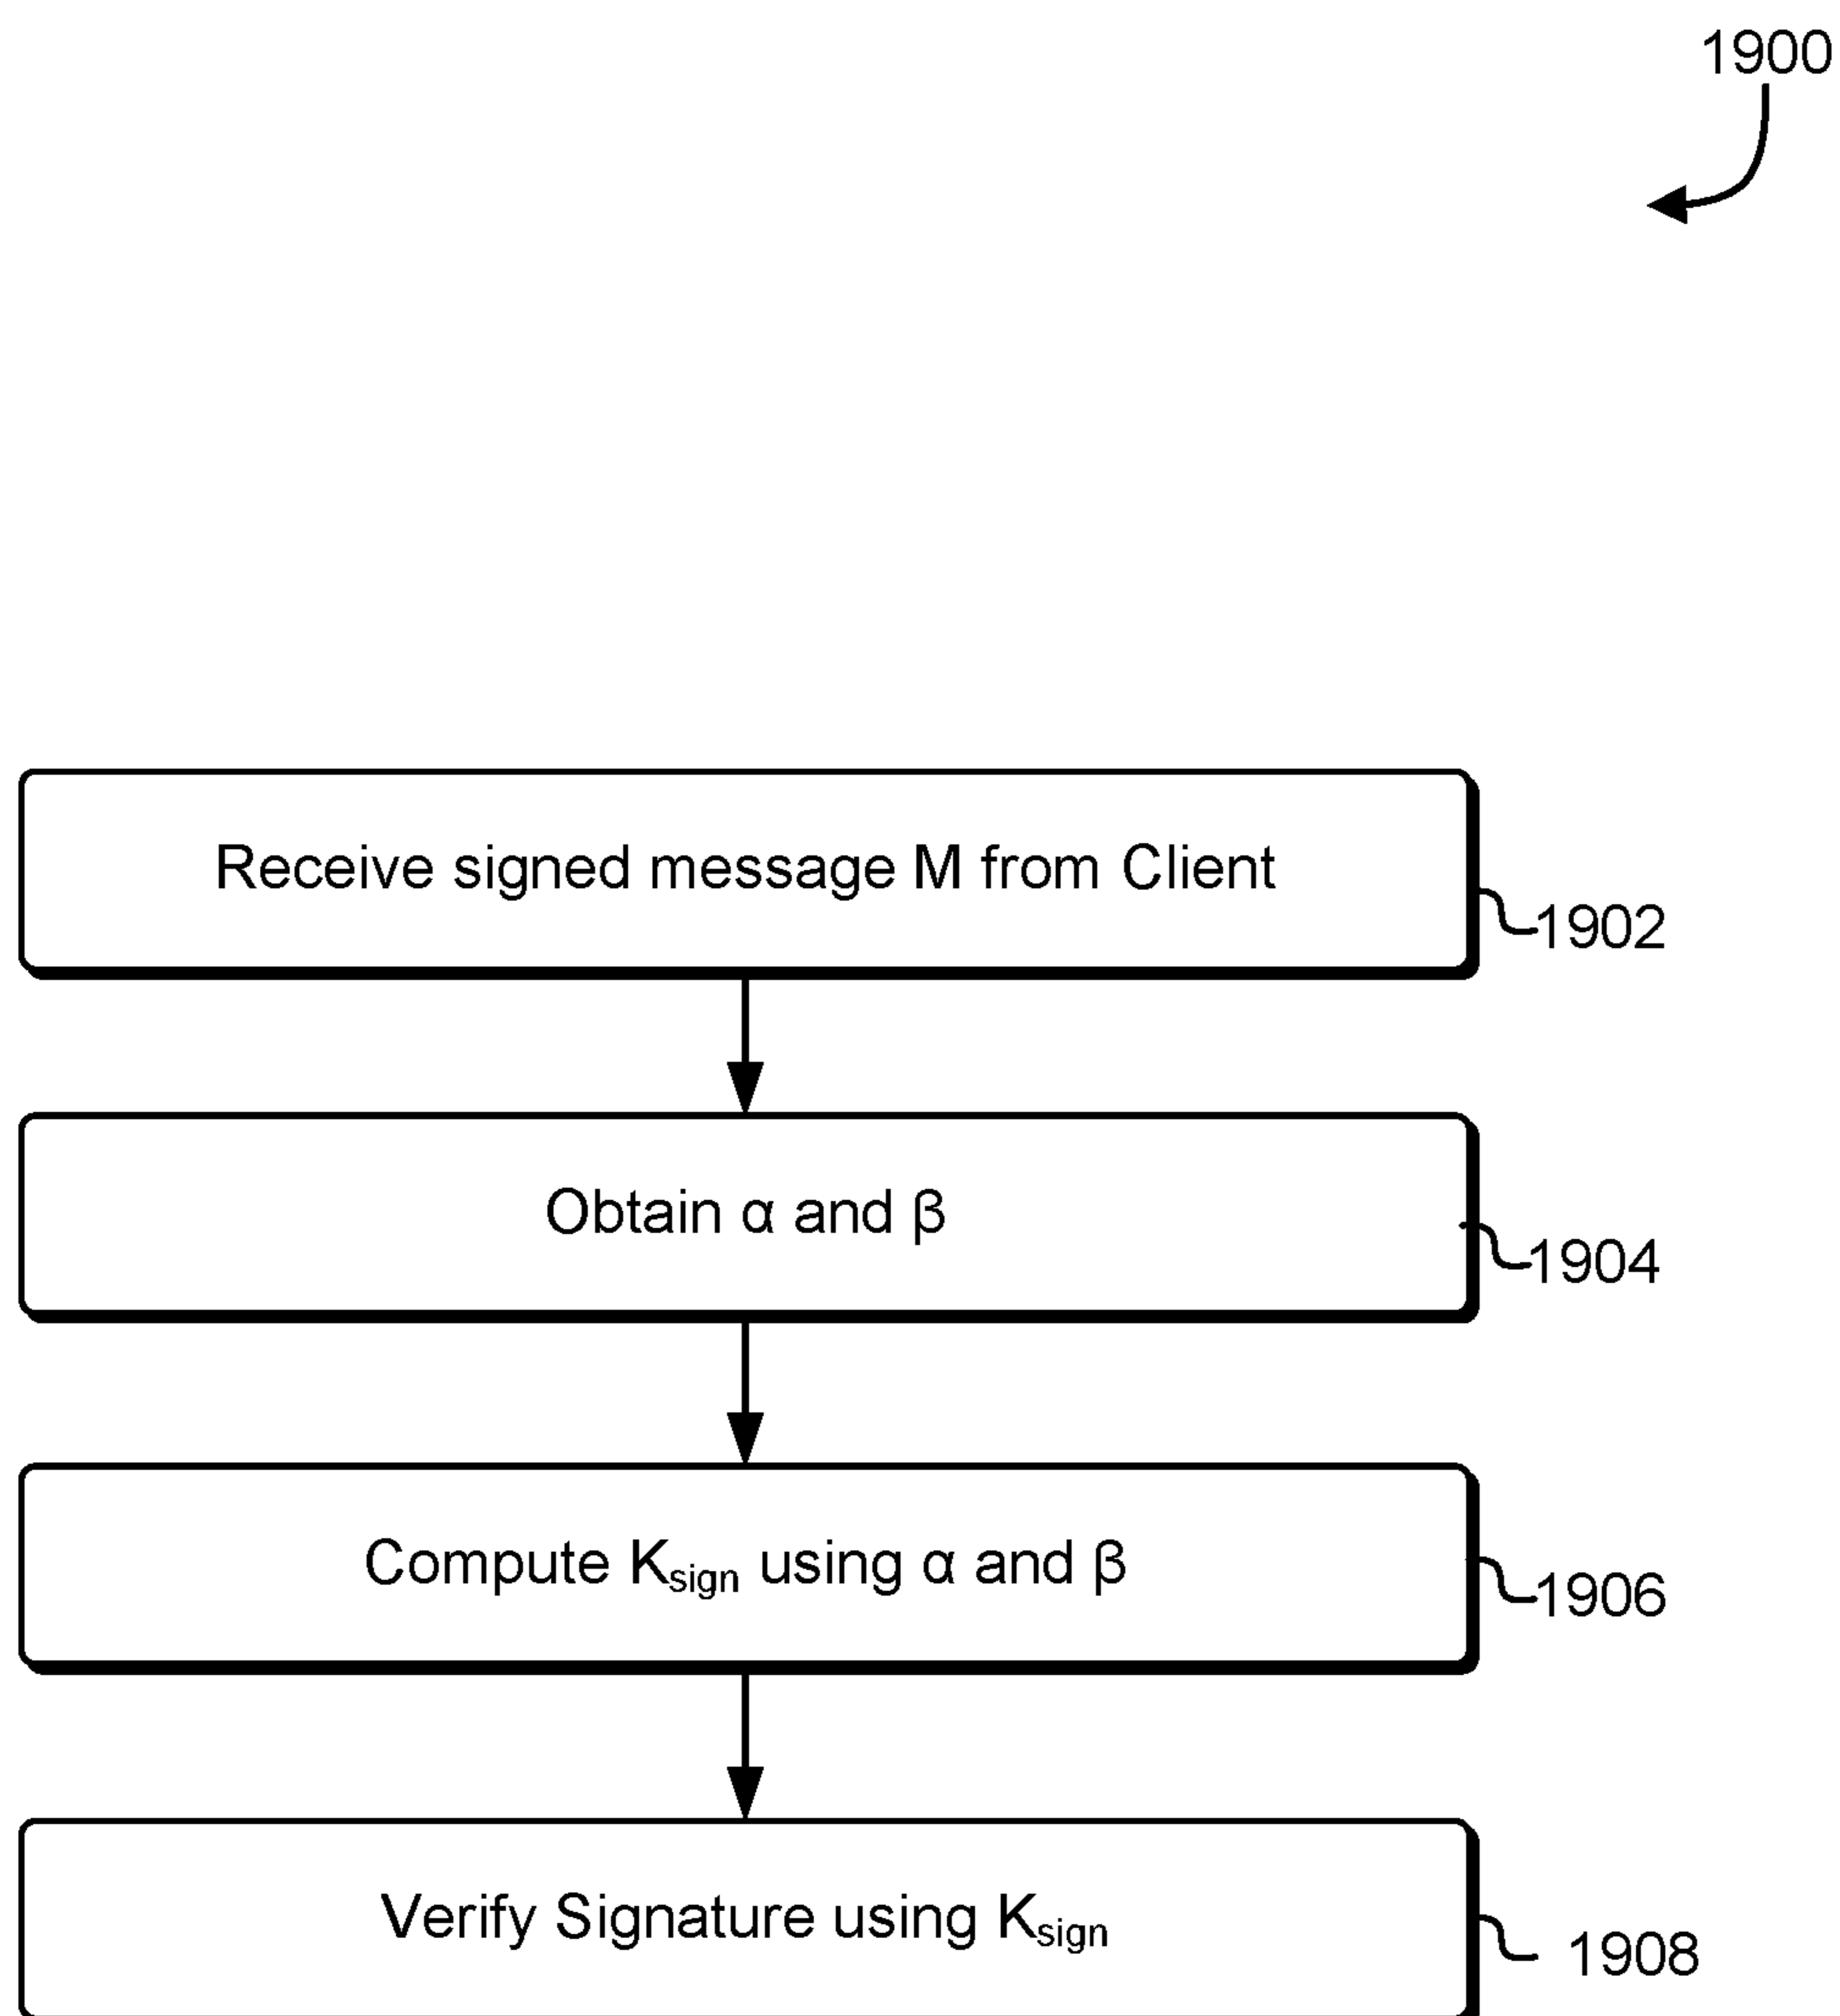 1900
Receive signed message M from Client
1902
Obtain α and β
1904
Compute Ksign using α and β
1906
Verify Signature using Ksign
1908